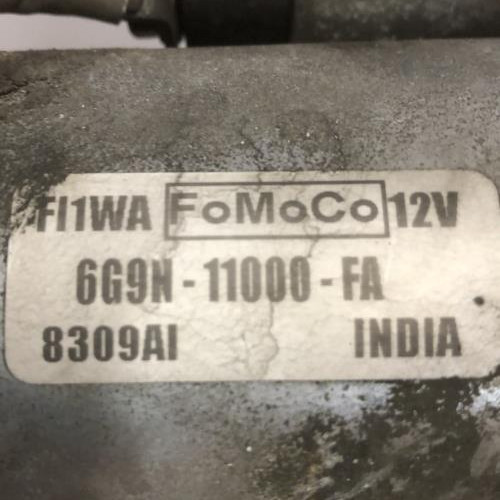 FI1WA FoMoCo 12V
6G9N-11000-FA
8309AI INDIA